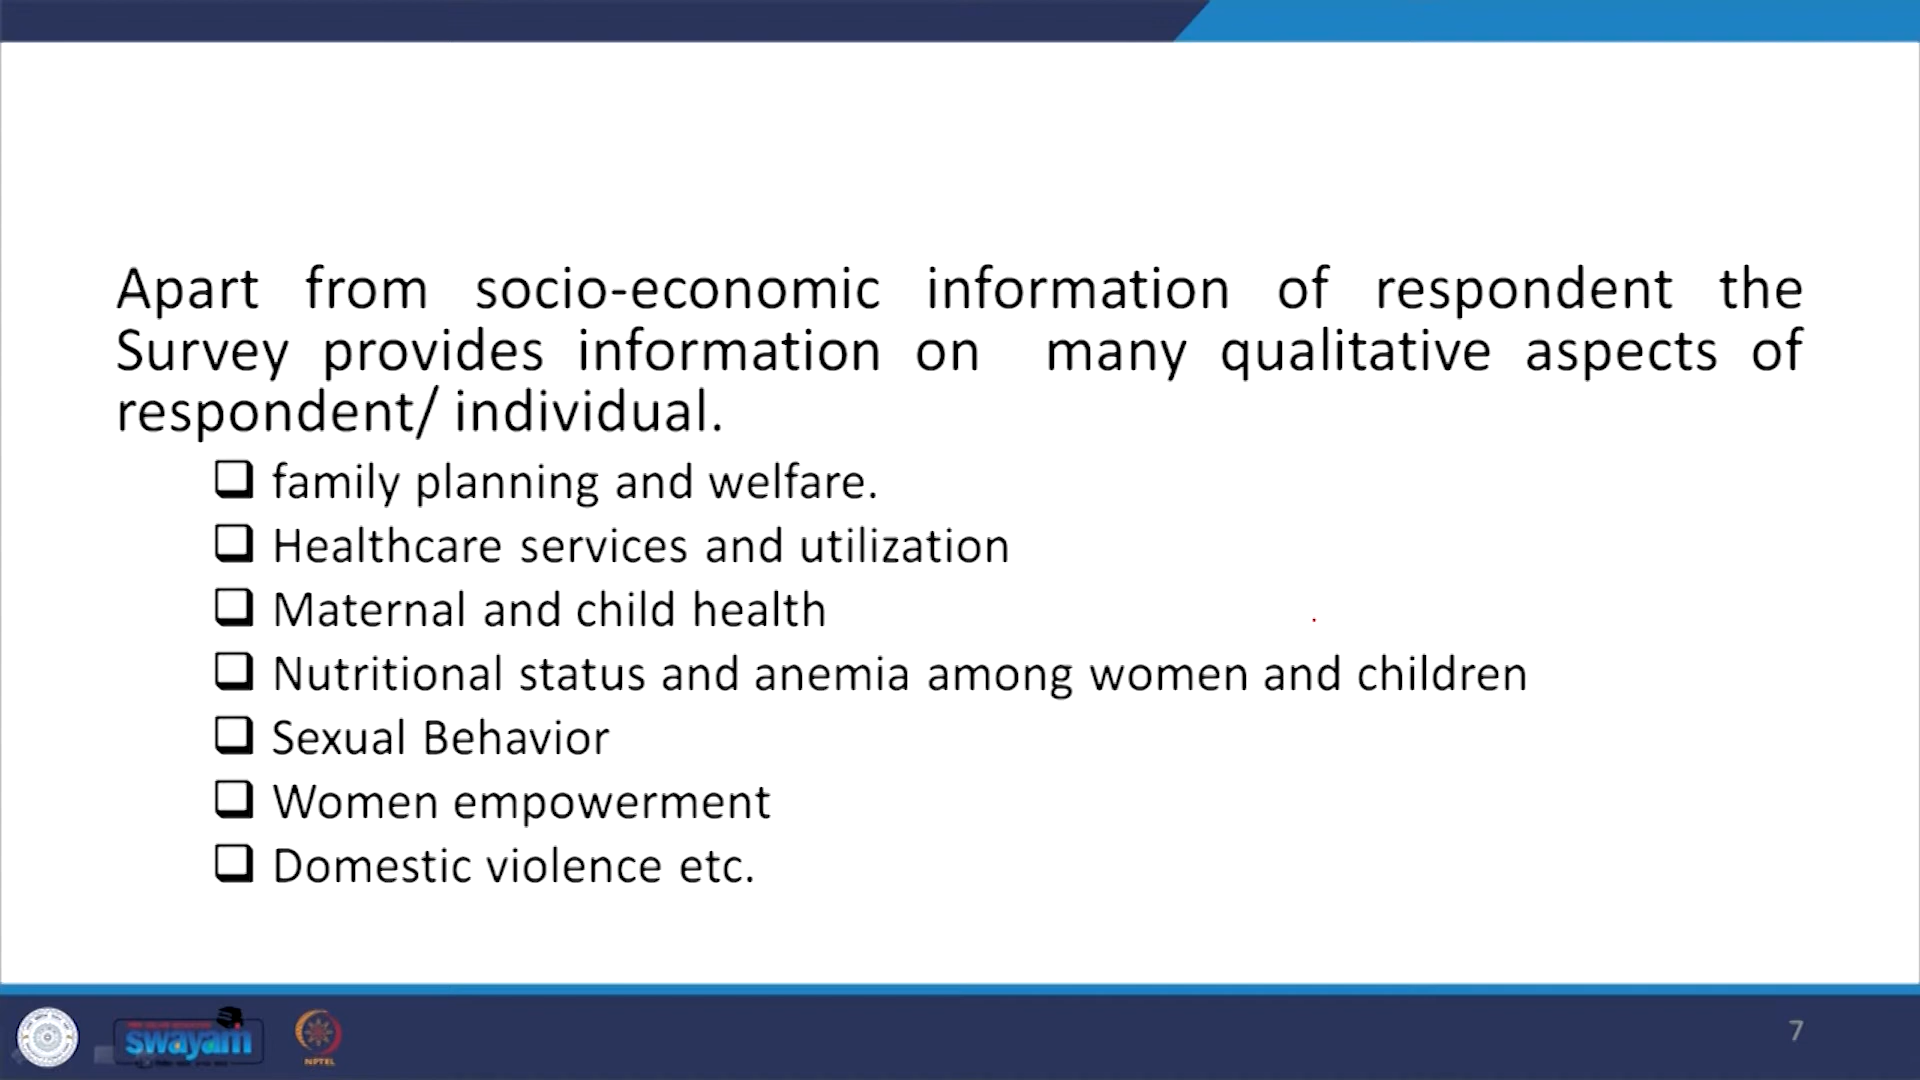 Apart from socio-economic information of respondent the
Survey provides information on many qualitative aspects of
respondent/ individual.
family planning and welfare.
Healthcare services and utilization
Maternal and child health
Nutritional status and anemia among women and children
Sexual Behavior
Women empowerment
Domestic violence etc.
swayam
NPTEL
7